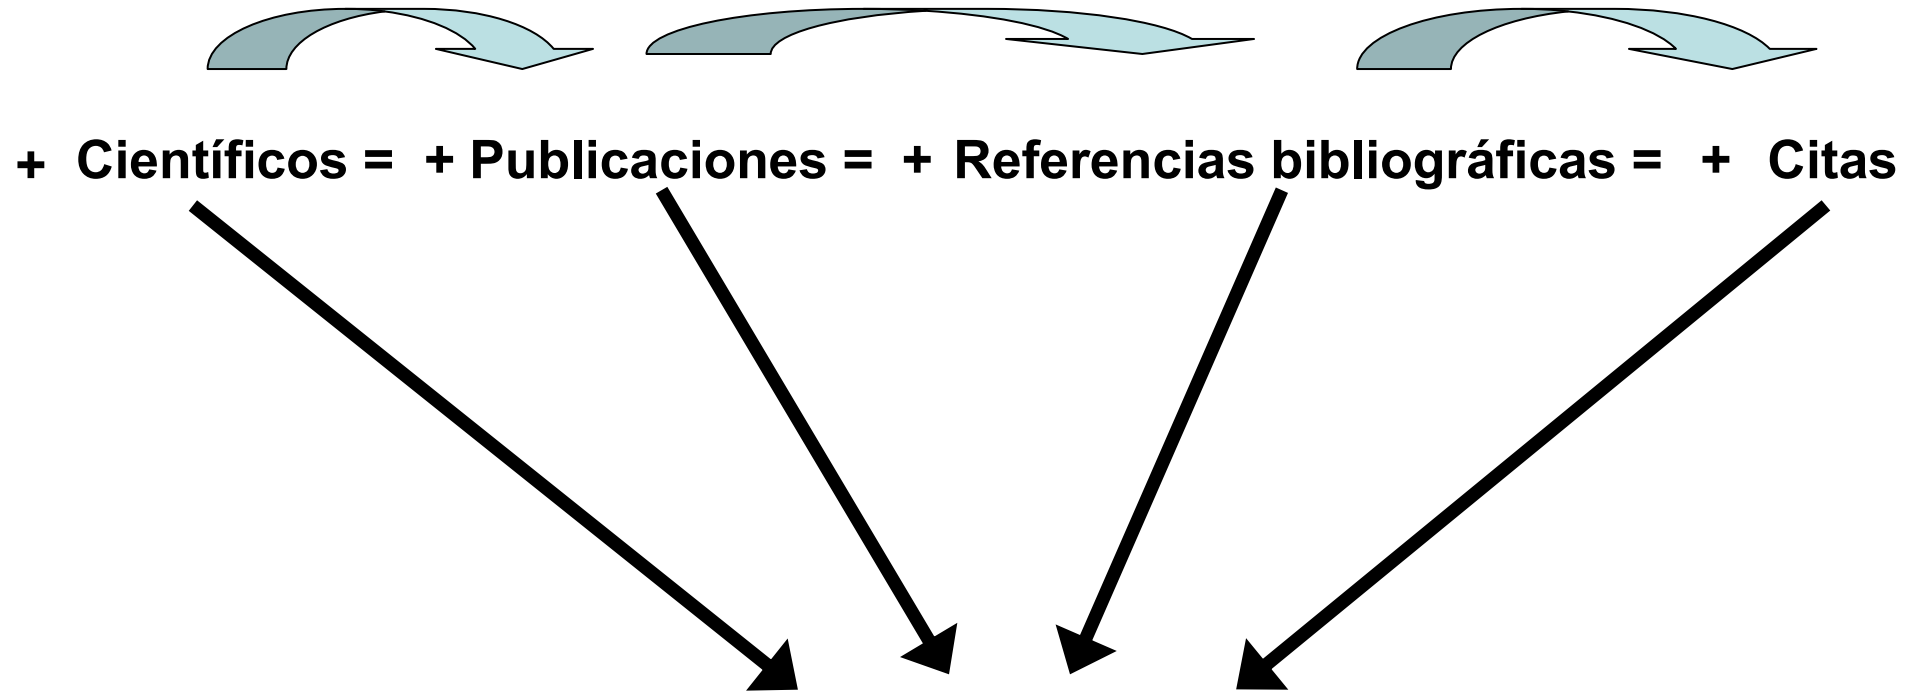 + Científicos = + Publicaciones = + Referencias bibliográficas = + Citas